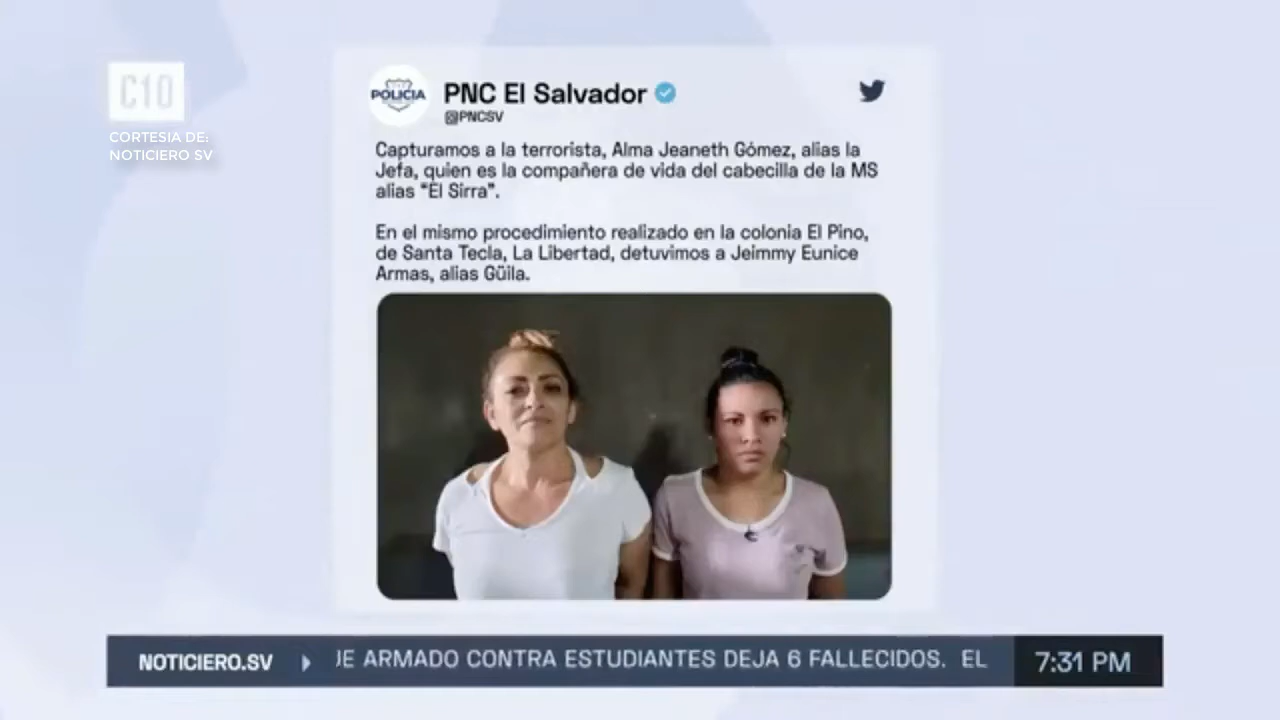 C10
CORTESIA DE:
NOTICIERO SV
POLICIA
PNC El Salvador
@PNCSV
Capturamos a la terrorista, Alma Jeaneth Gómez, alias la
Jefa, quien es la compañera de vida del cabecilla de la MS
alias "El Sirra".
En el mismo procedimiento realizado en la colonia El Pino,
de Santa Tecla, La Libertad, detuvimos a Jeimmy Eunice
Armas, alias Güila.
NOTICIERO.SV
UE ARMADO CONTRA ESTUDIANTES DEJA 6 FALLECIDOS. EL
7:31 PM